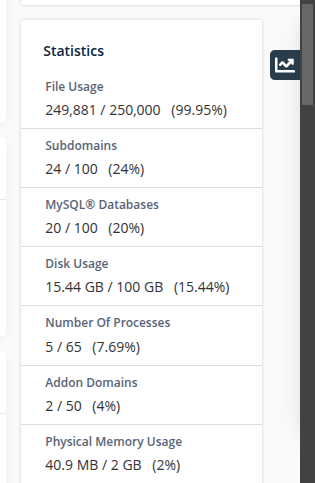 Statistics
File Usage
249,881 / 250,000 (99.95%)
Subdomains
24 / 100 (24%)
MySQL® Databases
20 / 100 (20%)
Disk Usage
15.44 GB / 100 GB (15.44%)
Number Of Processes
5 / 65 (7.69%)
Addon Domains
2 / 50 (4%)
Physical Memory Usage
40.9 MB / 2 GB (2%)